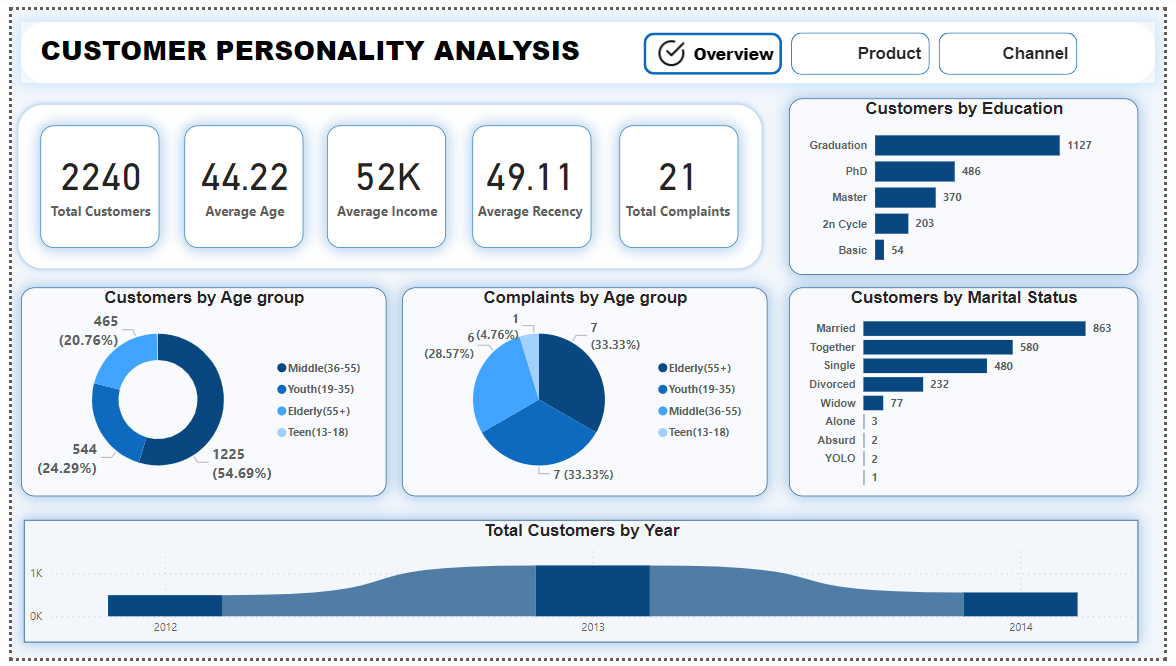 CUSTOMER PERSONALITY ANALYSIS
Overview
Product
Channel
2240
Total Customers
44.22
Average Age
52K
Average Income
49.11
Average Recency
21
Total Complaints
Customers by Education
Graduation 1127
PhD 486
Master 370
2n Cycle 203
Basic 54
Customers by Age group
465
(20.76%)
544
(24.29%)
1225
(54.69%)
Middle(36-55)
Youth(19-35)
Elderly(55+)
Teen(13-18)
Complaints by Age group
1
(4.76%)
6
(28.57%)
7
(33.33%)
7 (33.33%)
Elderly(55+)
Youth(19-35)
Middle(36-55)
Teen(13-18)
Customers by Marital Status
Married 863
Together 580
Single 480
Divorced 232
Widow 77
Alone 3
Absurd 2
YOLO 2
1
Total Customers by Year
1K
0K
2012 2013 2014